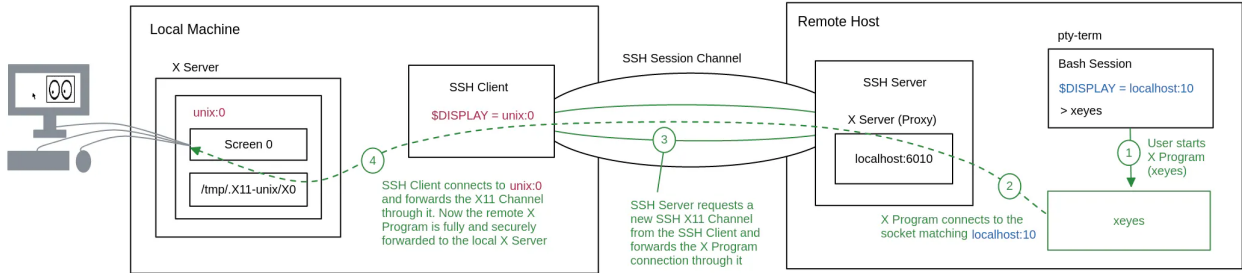 Local Machine
X Server
unix:0
Screen 0
/tmp/.X11-unix/X0
SSH Client
$DISPLAY = unix:0
4
SSH Client connects to unix:0
and forwards the X11 Channel
through it. Now the remote X
Program is fully and securely
forwarded to the local X Server
SSH Session Channel
3
SSH Server requests a
new SSH X11 Channel
from the SSH Client and
forwards the X Program
connection through it
Remote Host
SSH Server
X Server (Proxy)
localhost:6010
pty-term
Bash Session
$DISPLAY = localhost:10
> xeyes
1
User starts
X Program
(xeyes)
2
X Program connects to the
socket matching localhost:10
xeyes